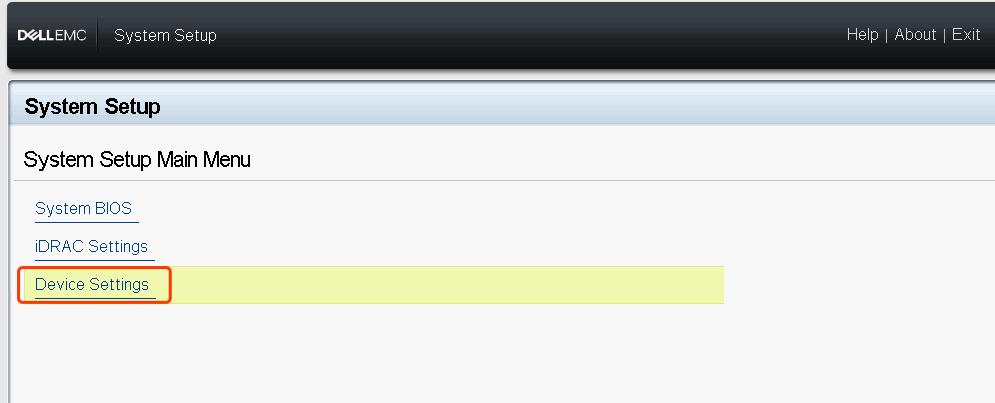 DELLEMC System Setup Help | About | Exit
System Setup
System Setup Main Menu
System BIOS
iDRAC Settings
Device Settings